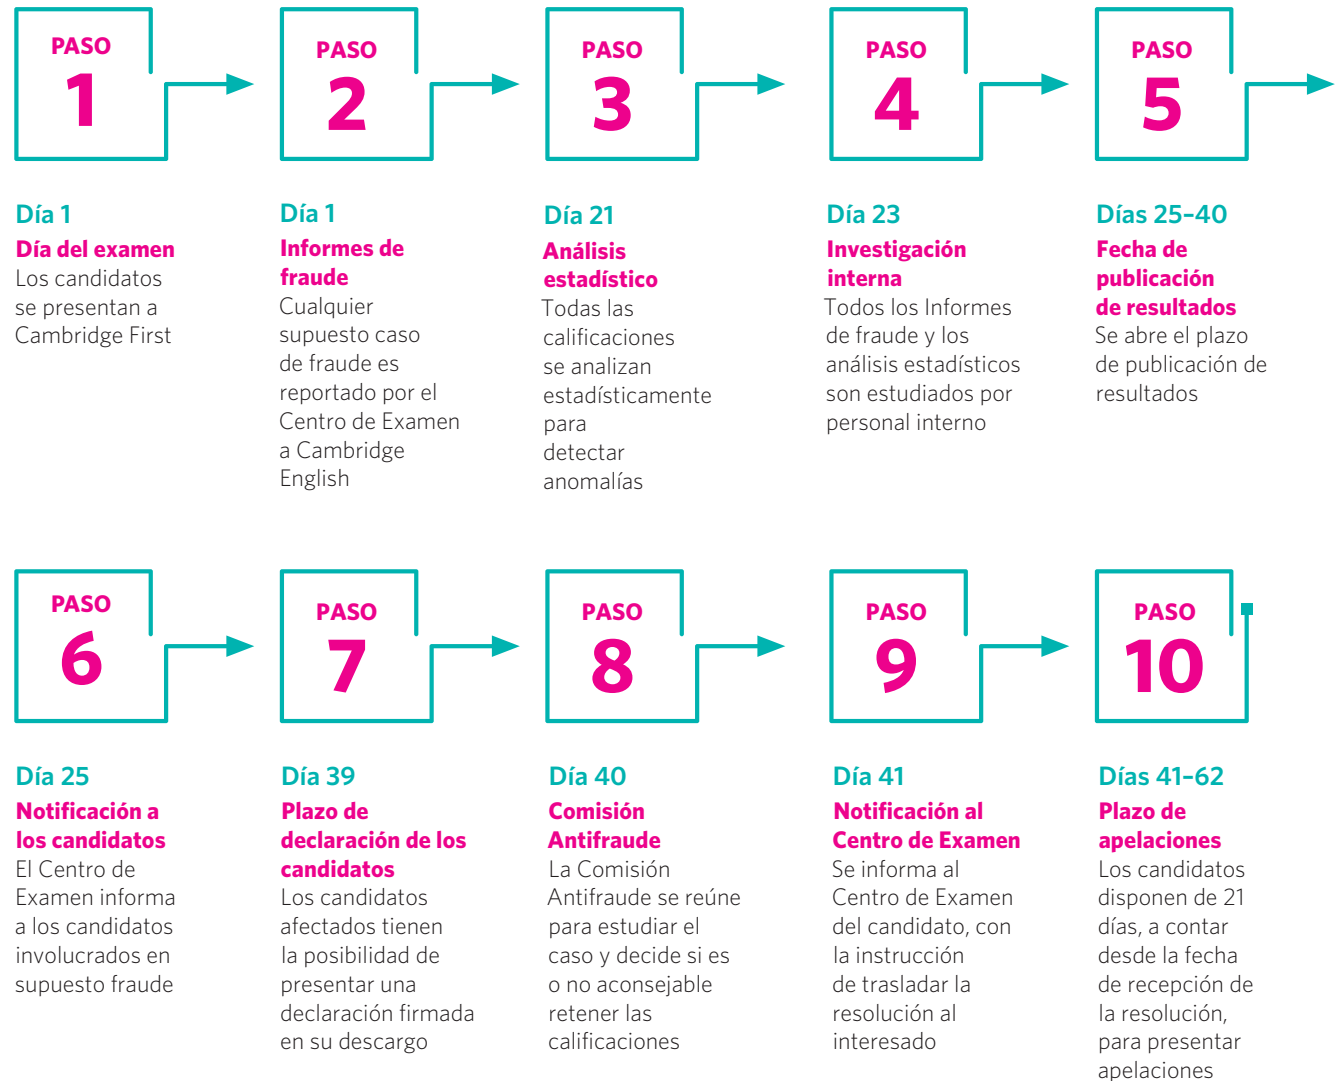 PASO
1
Día 1
Día del examen
Los candidatos
se presentan a
Cambridge First
PASO
2
Día 1
Informes de
fraude
Cualquier
supuesto caso
de fraude es
reportado por el
Centro de Examen
a Cambridge
English
PASO
3
Día 21
Análisis
estadístico
Todas las
calificaciones
se analizan
estadísticamente
para
detectar
anomalías
PASO
4
Día 23
Investigación
interna
Todos los Informes
de fraude y los
análisis estadísticos
son estudiados por
personal interno
PASO
5
Días 25–40
Fecha de
publicación
de resultados
Se abre el plazo
de publicación de
resultados
PASO
6
Día 25
Notificación a
los candidatos
El Centro de
Examen informa
a los candidatos
involucrados en
supuesto fraude
PASO
7
Día 39
Plazo de
declaración de los
candidatos
Los candidatos
afectados tienen
la posibilidad de
presentar una
declaración firmada
en su descargo
PASO
8
Día 40
Comisión
Antifraude
La Comisión
Antifraude se reúne
para estudiar el
caso y decide si es
o no aconsejable
retener las
calificaciones
PASO
9
Día 41
Notificación al
Centro de Examen
Se informa al
Centro de Examen
del candidato, con
la instrucción
de trasladar la
resolución al
interesado
PASO
10
Días 41–62
Plazo de
apelaciones
Los candidatos
disponen de 21
días, a contar
desde la fecha
de recepción de
la resolución,
para presentar
apelaciones